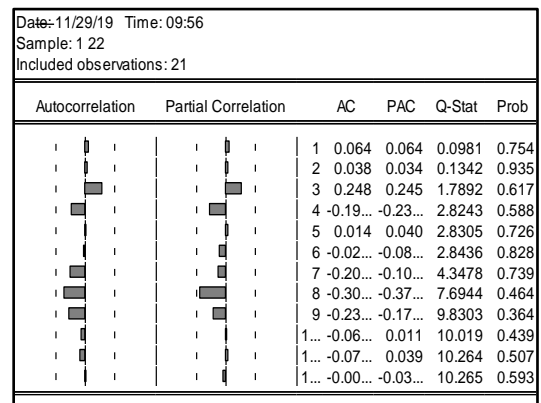 Date: 11/29/19 Time: 09:56
Sample: 1 22
Included observations: 21
Autocorrelation Partial Correlation AC PAC Q-Stat Prob
1 0.064 0.064 0.0981 0.754
2 0.038 0.034 0.1342 0.935
3 0.248 0.245 1.7892 0.617
4 -0.19... -0.23... 2.8243 0.588
5 0.014 0.040 2.8305 0.726
6 -0.02... -0.08... 2.8436 0.828
7 -0.20... -0.10... 4.3478 0.739
8 -0.30... -0.37... 7.6944 0.464
9 -0.23... -0.17... 9.8303 0.364
1... -0.06... 0.011 10.019 0.439
1... -0.07... 0.039 10.264 0.507
1... -0.00... -0.03... 10.265 0.593